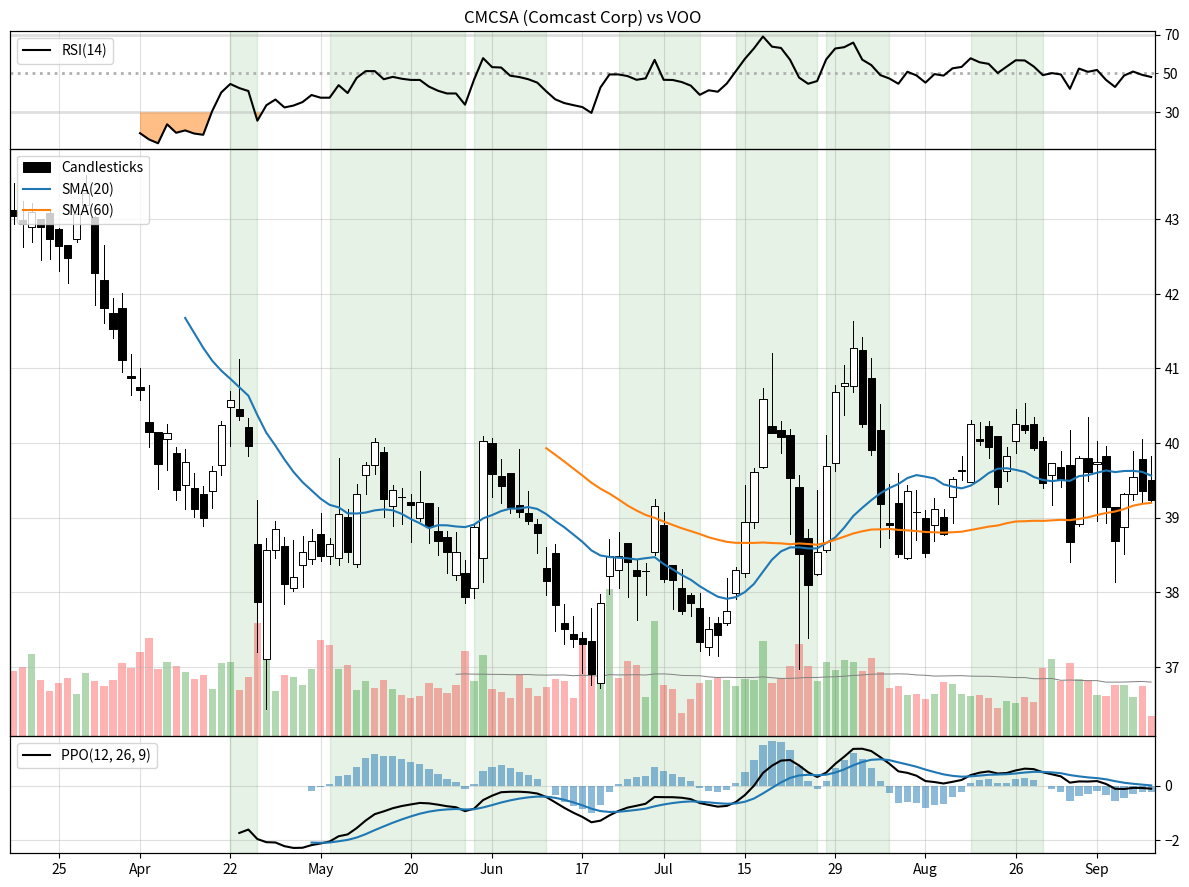 CMCSA (Comcast Corp) vs VOO
RSI(14)
70
50
30
Candlesticks
SMA(20)
SMA(60)
43
42
41
40
39
38
37
PPO(12, 26, 9)
0
−2
25 Apr 22 May 20 Jun 17 Jul 15 29 Aug 26 Sep